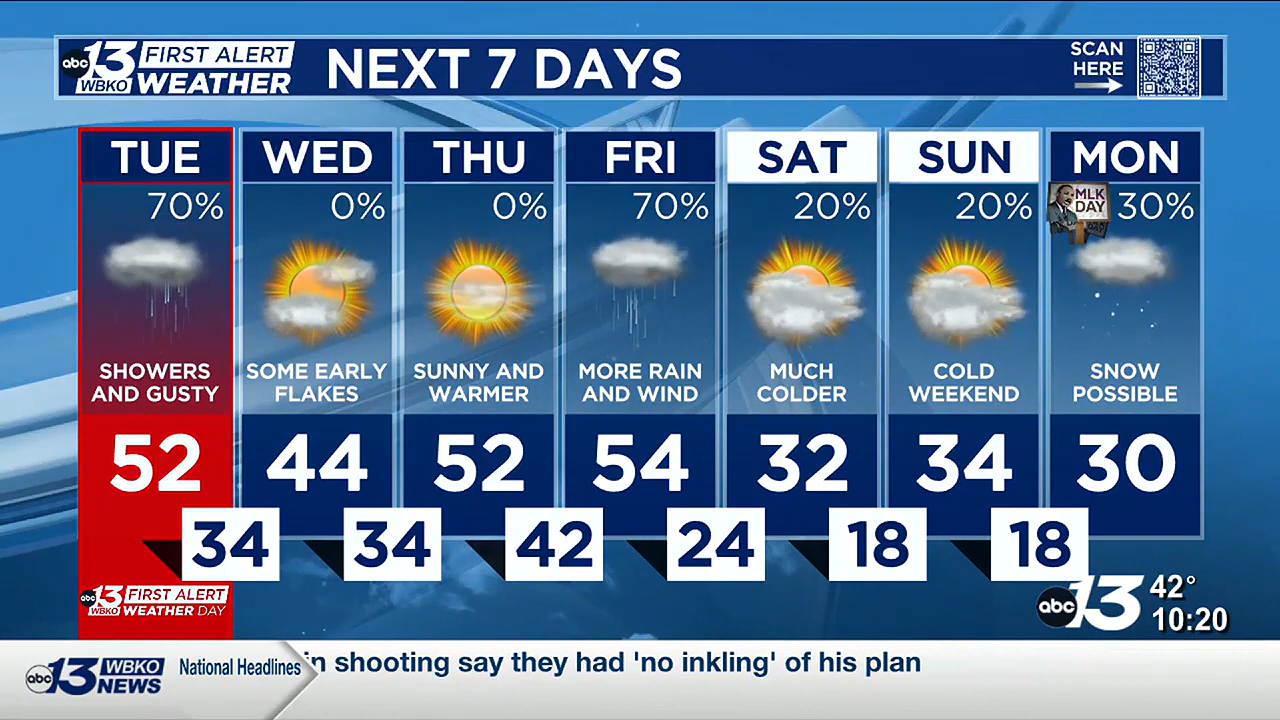 abc 13 WBKO FIRST ALERT WEATHER
NEXT 7 DAYS
SCAN
HERE
TUE WED THU FRI SAT SUN MON
70% 0% 0% 70% 20% 20% 30%
MLK
DAY
SHOWERS
AND GUSTY
SOME EARLY
FLAKES
SUNNY AND
WARMER
MORE RAIN
AND WIND
MUCH
COLDER
COLD
WEEKEND
SNOW
POSSIBLE
52 44 52 54 32 34 30
34 34 42 24 18 18
abc 13 WBKO FIRST ALERT
WEATHER DAY
abc 13
42°
10:20
abc 13 WBKO
NEWS
National Headlines
in shooting say they had 'no inkling' of his plan